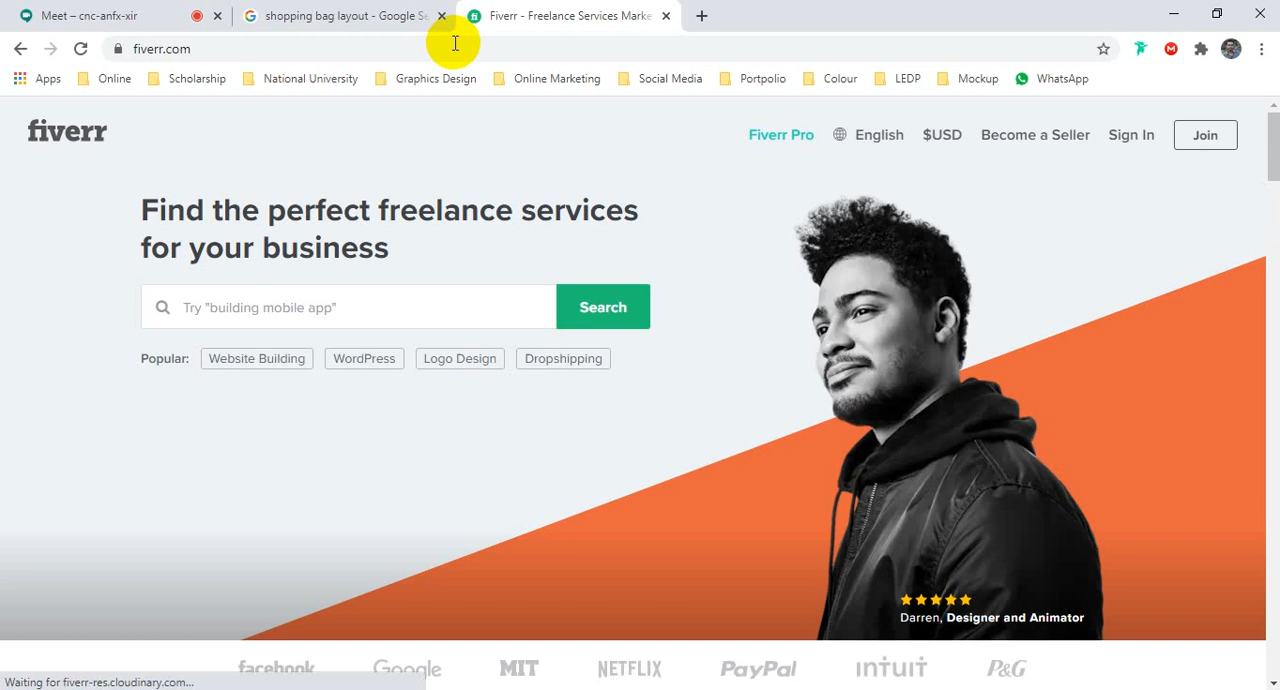 Meet – cnc-anfx-xir
shopping bag layout - Google Se
Fiverr - Freelance Services Marke
fiverr.com
Apps
Online
Scholarship
National University
Graphics Design
Online Marketing
Social Media
Portpolio
Colour
LEDP
Mockup
WhatsApp
fiverr
Fiverr Pro
English
$USD
Become a Seller
Sign In
Join
Find the perfect freelance services
for your business
Try "building mobile app"
Search
Popular:
Website Building
WordPress
Logo Design
Dropshipping
Darren, Designer and Animator
facebook
Google
MIT
NETFLIX
PayPal
intuit
P&G
Waiting for fiverr-res.cloudinary.com...